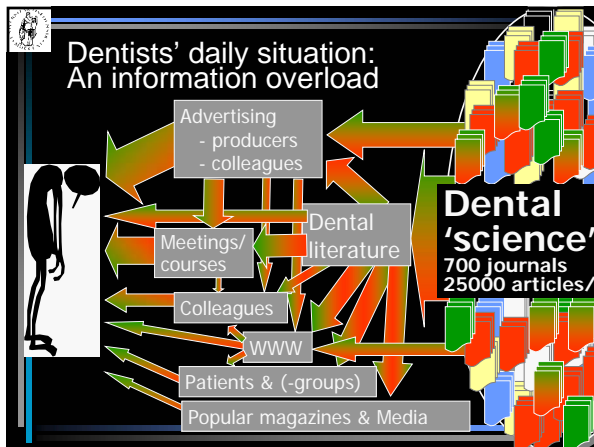 Dentists' daily situation:
An information overload
Advertising
- producers
- colleagues
Dental
literature
Meetings/
courses
Colleagues
WWW
Patients & (-groups)
Popular magazines & Media
Dental
'science'
700 journals
25000 articles/